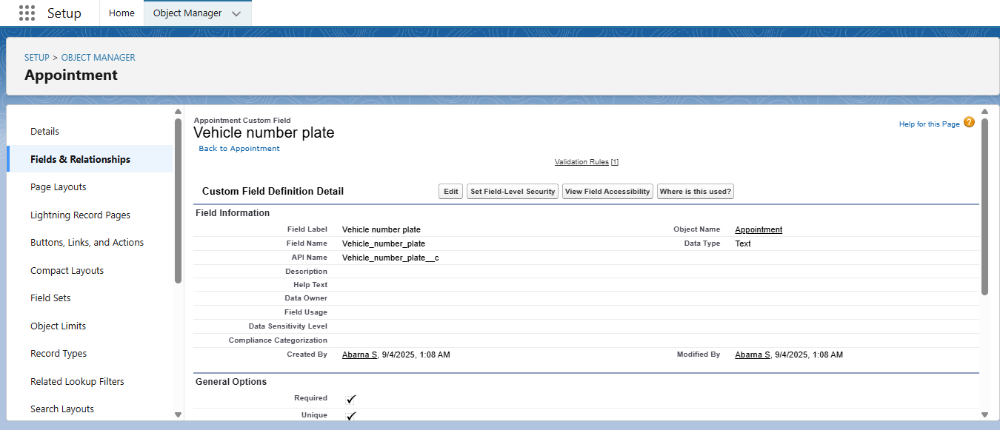 Setup Home Object Manager
SETUP > OBJECT MANAGER
Appointment
Details
Fields & Relationships
Page Layouts
Lightning Record Pages
Buttons, Links, and Actions
Compact Layouts
Field Sets
Object Limits
Record Types
Related Lookup Filters
Search Layouts
Appointment Custom Field
Vehicle number plate
Back to Appointment
Help for this Page ?
Validation Rules [1]
Custom Field Definition Detail Edit Set Field-Level Security View Field Accessibility Where is this used?
Field Information
Field Label Vehicle number plate Object Name Appointment
Field Name Vehicle_number_plate Data Type Text
API Name Vehicle_number_plate__c
Description
Help Text
Data Owner
Field Usage
Data Sensitivity Level
Compliance Categorization
Created By Abarna S, 9/4/2025, 1:08 AM Modified By Abarna S, 9/4/2025, 1:08 AM
General Options
Required ✓
Unique ✓